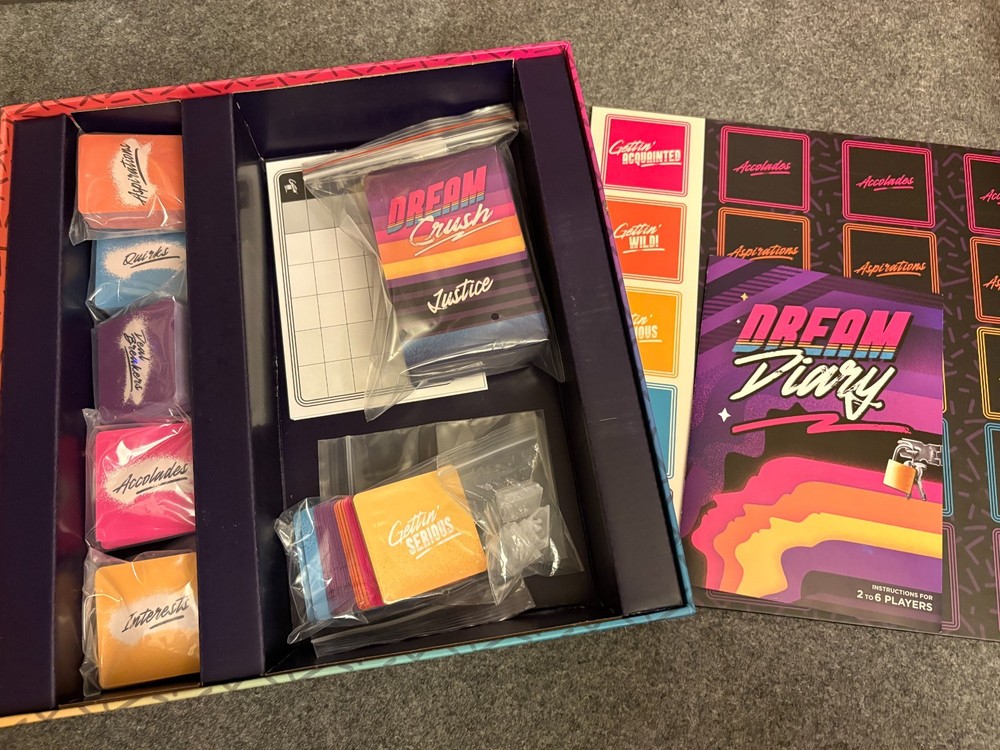 Aspirations
Quirks
Deal
Breakers
Accolades
Interests
DREAM
Crush
Justice
Gettin'
SERIOUS
Gettin'
ACQUAINTED
Gettin'
WILD!
Accolades
Accolades
Aspirations
Aspirations
DREAM
Diary
INSTRUCTIONS FOR
2 TO 6 PLAYERS